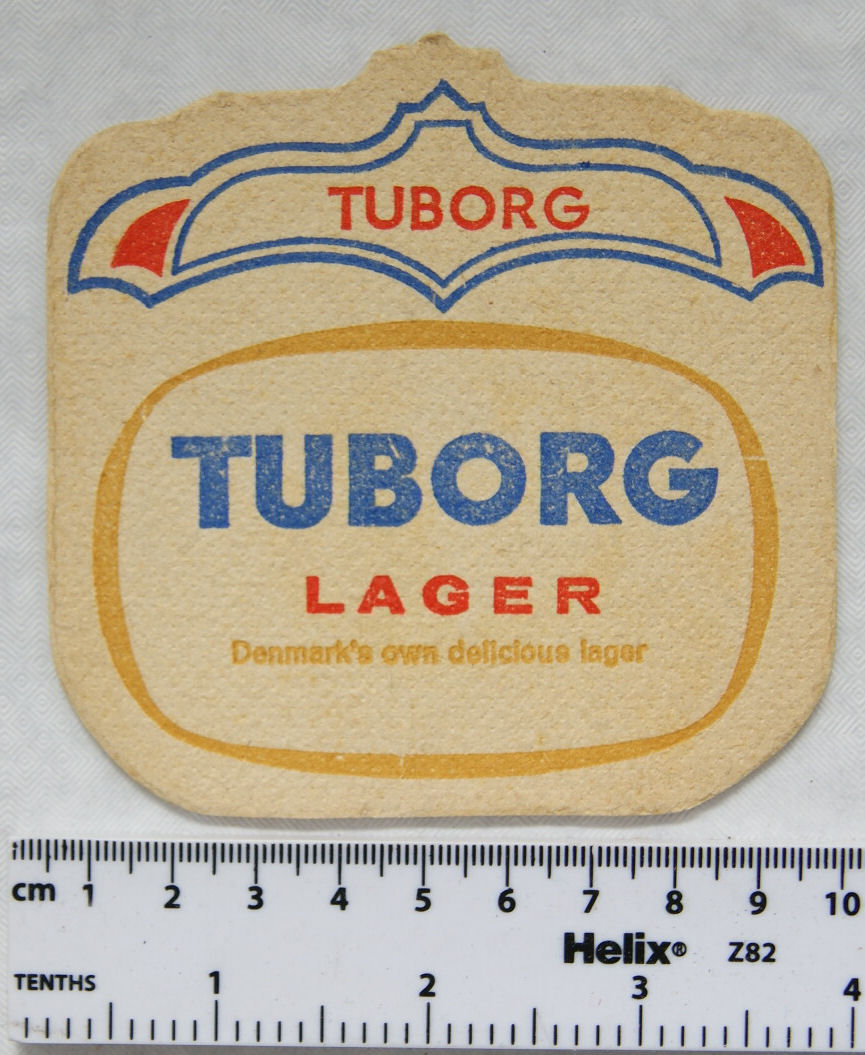 TUBORG
TUBORG
LAGER
Denmark's own delicious lager
cm 1 2 3 4 5 6 7 8 9 10
Helix® Z82
TENTHS 1 2 3 4